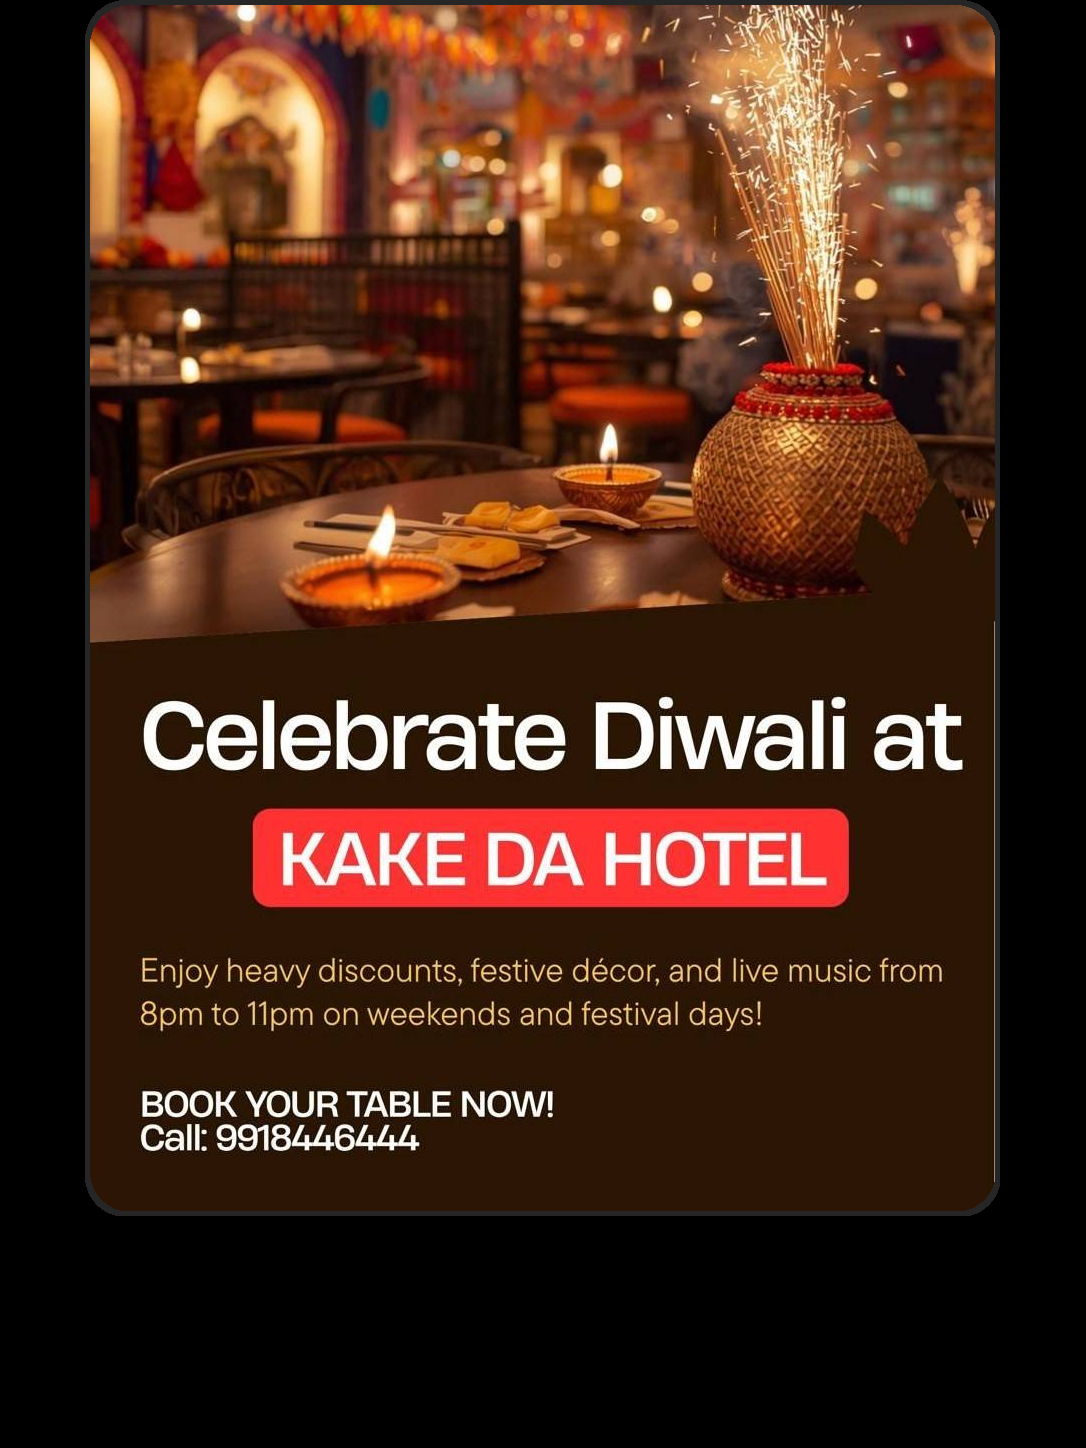 Celebrate Diwali at
KAKE DA HOTEL
Enjoy heavy discounts, festive décor, and live music from
8pm to 11pm on weekends and festival days!
BOOK YOUR TABLE NOW!
Call: 9918446444